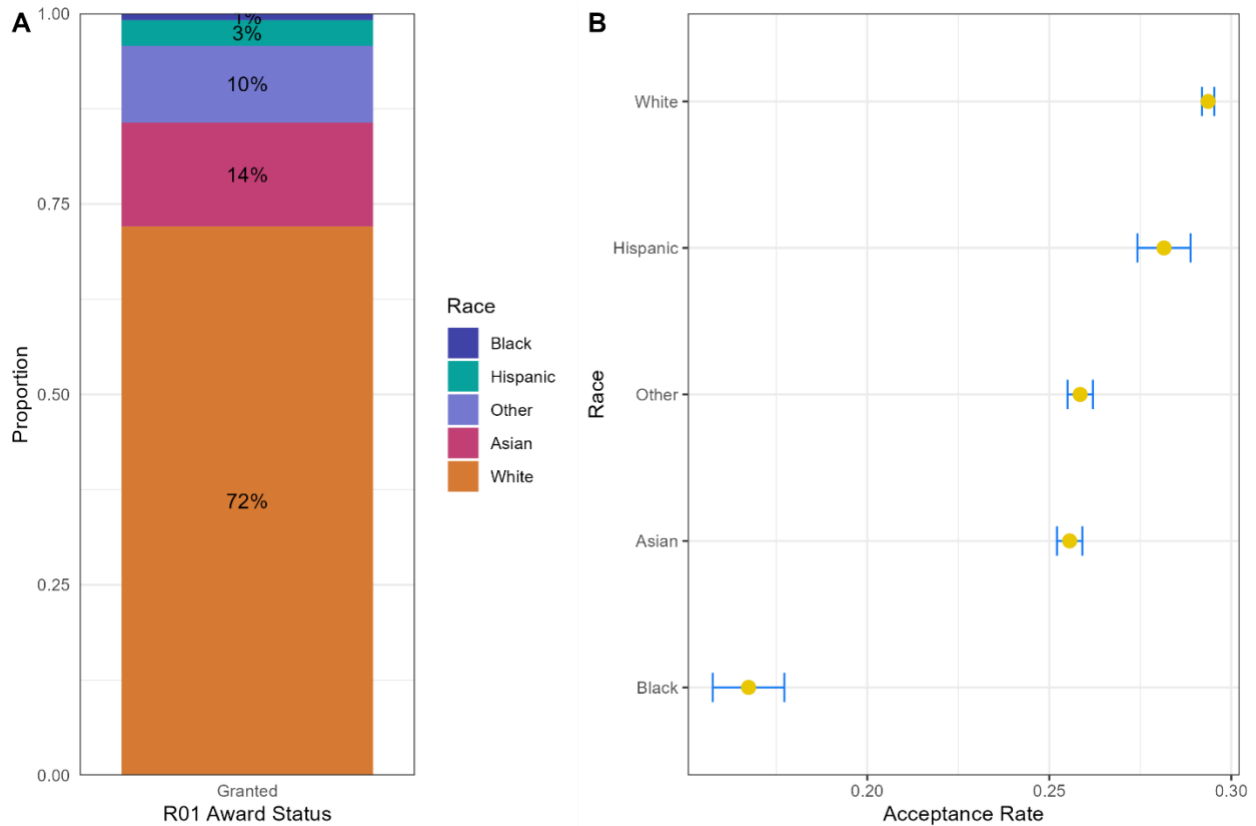 A
1.00
0.75
0.50
0.25
0.00
Proportion
1%
3%
10%
14%
72%
Granted
R01 Award Status
Race
Black
Hispanic
Other
Asian
White
B
White
Hispanic
Other
Asian
Black
Race
0.20
0.25
0.30
Acceptance Rate